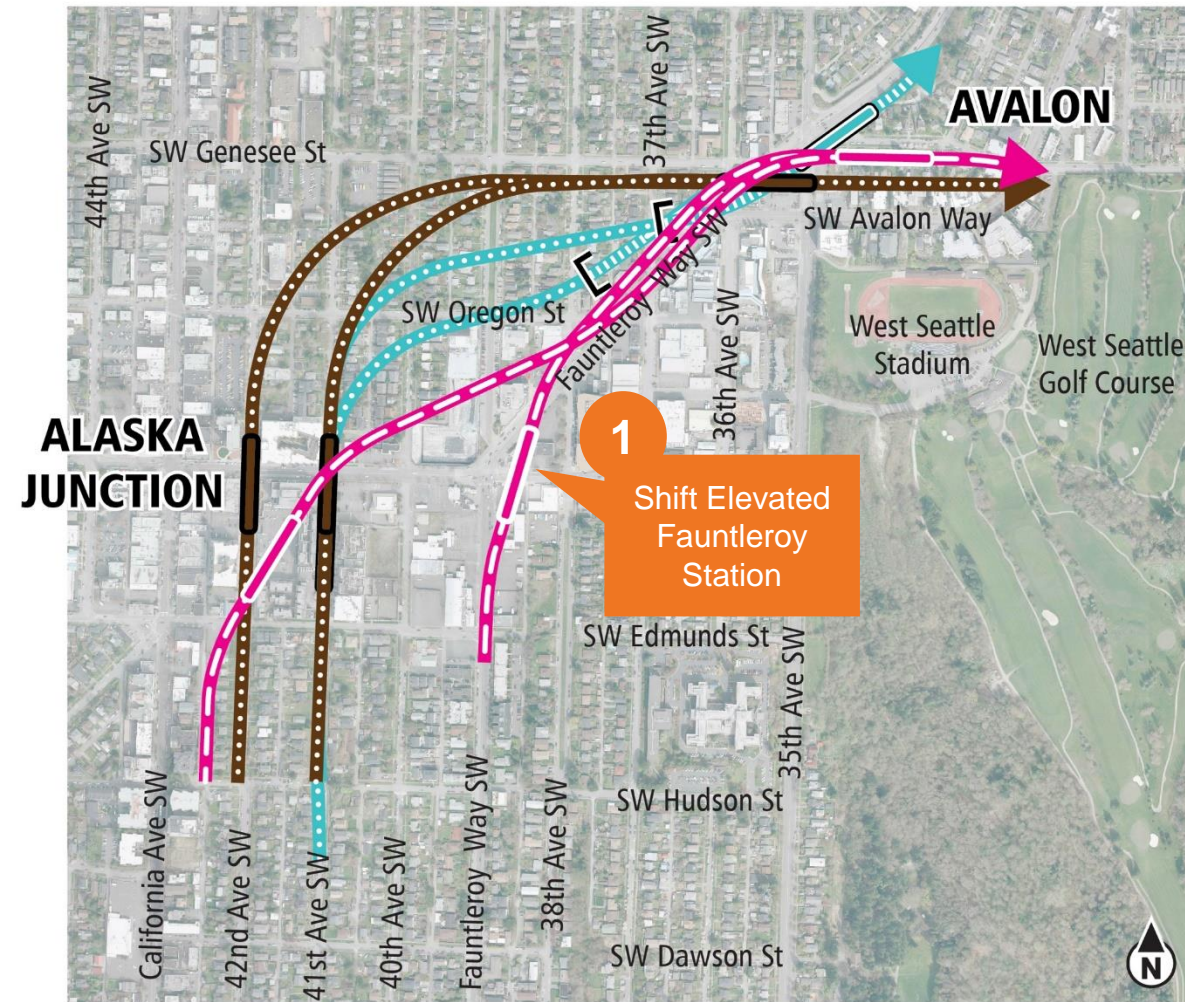 44th Ave SW
SW Genesee St
37th Ave SW
AVALON
SW Avalon Way
SW Oregon St
Fauntleroy Way SW
36th Ave SW
West Seattle
Stadium
West Seattle
Golf Course
ALASKA
JUNCTION
1
Shift Elevated
Fauntleroy
Station
SW Edmunds St
35th Ave SW
SW Hudson St
California Ave SW
42nd Ave SW
41st Ave SW
40th Ave SW
Fauntleroy Way SW
38th Ave SW
SW Dawson St
N